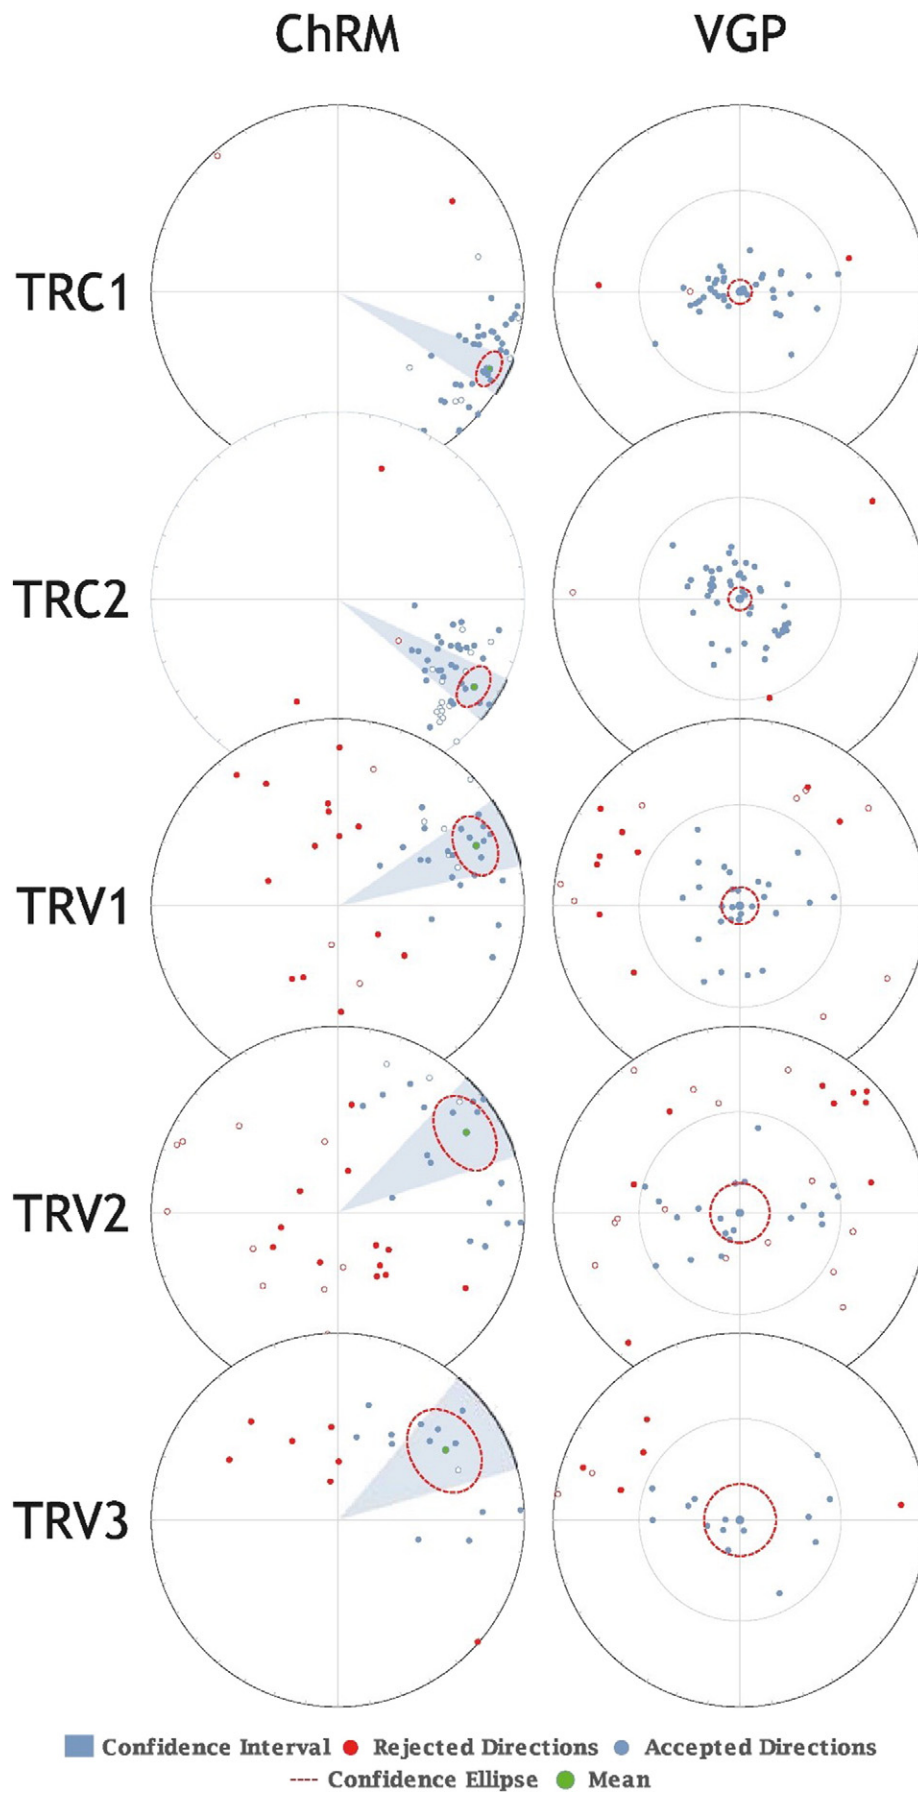 ChRM VGP
TRC1
TRC2
TRV1
TRV2
TRV3
Confidence Interval Rejected Directions Accepted Directions
Confidence Ellipse Mean